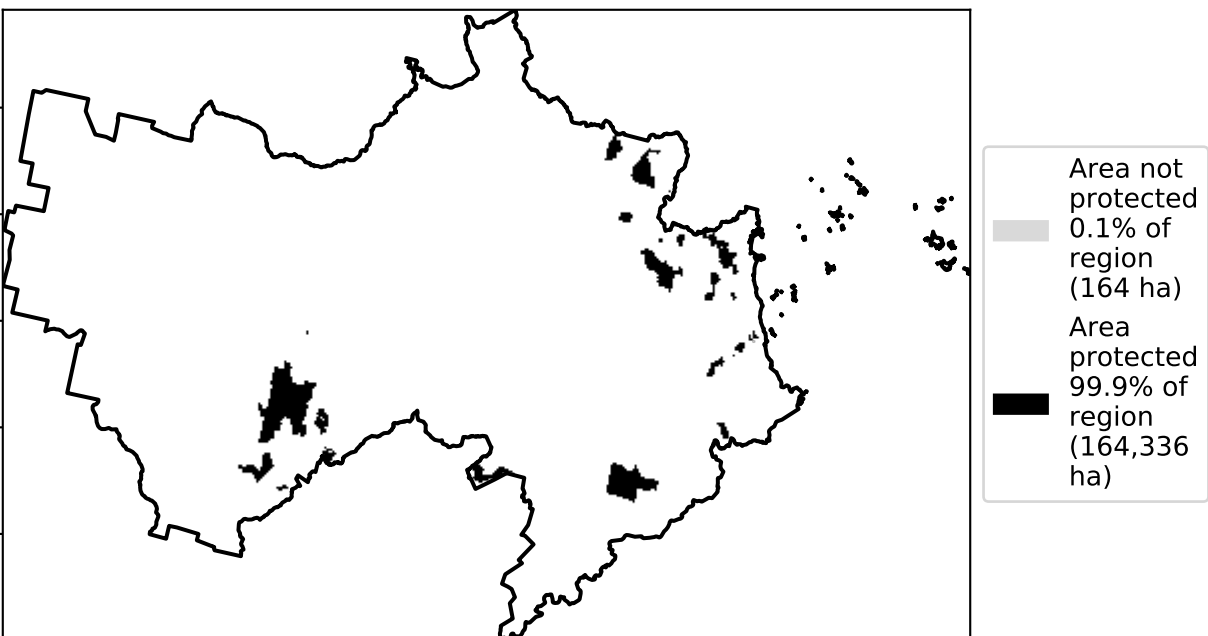 Area not
protected
0.1% of
region
(164 ha)
Area
protected
99.9% of
region
(164,336
ha)